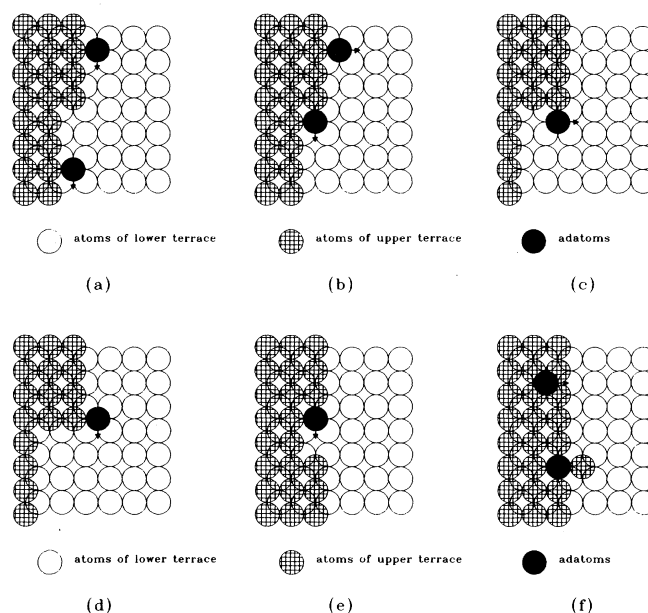 atoms of lower terrace atoms of upper terrace adatoms
(a) (b) (c)
atoms of lower terrace atoms of upper terrace adatoms
(d) (e) (f)